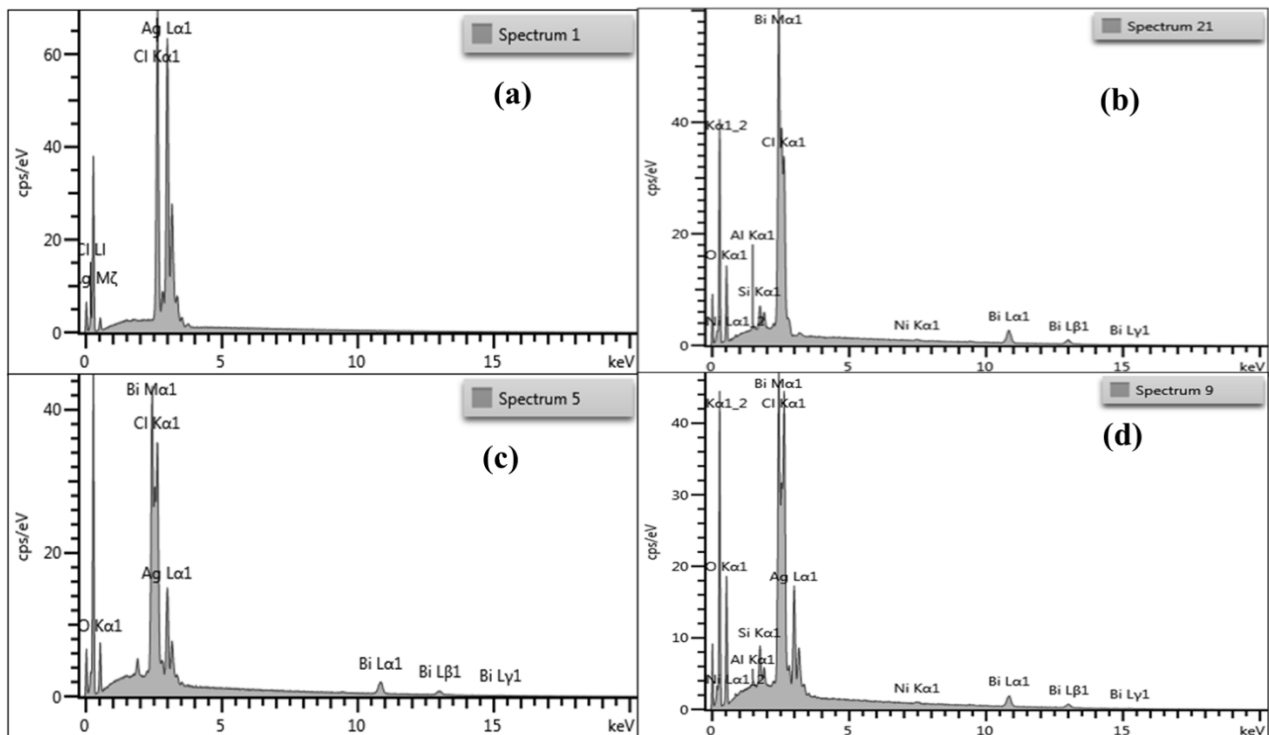 Ag Lα1
Cl Kα1
Spectrum 1
(a)
60
40
20
0
cps/eV
Cl Ll
g Mζ
0
5
10
15
keV
Bi Mα1
Spectrum 21
(b)
40
20
0
cps/eV
Kα1_2
Cl Kα1
Al Kα1
O Kα1
Si Kα1
Ni Lα1_2
Ni Kα1
Bi Lα1
Bi Lβ1
Bi Lγ1
0
5
10
15
keV
Bi Mα1
Cl Kα1
Spectrum 5
(c)
40
20
0
cps/eV
Ag Lα1
O Kα1
Bi Lα1
Bi Lβ1
Bi Lγ1
0
5
10
15
keV
Bi Mα1
Kα1_2
Cl Kα1
Spectrum 9
(d)
40
30
20
10
0
cps/eV
O Kα1
Ag Lα1
Si Kα1
Al Kα1
Ni Lα1_2
Ni Kα1
Bi Lα1
Bi Lβ1
Bi Lγ1
0
5
10
15
keV